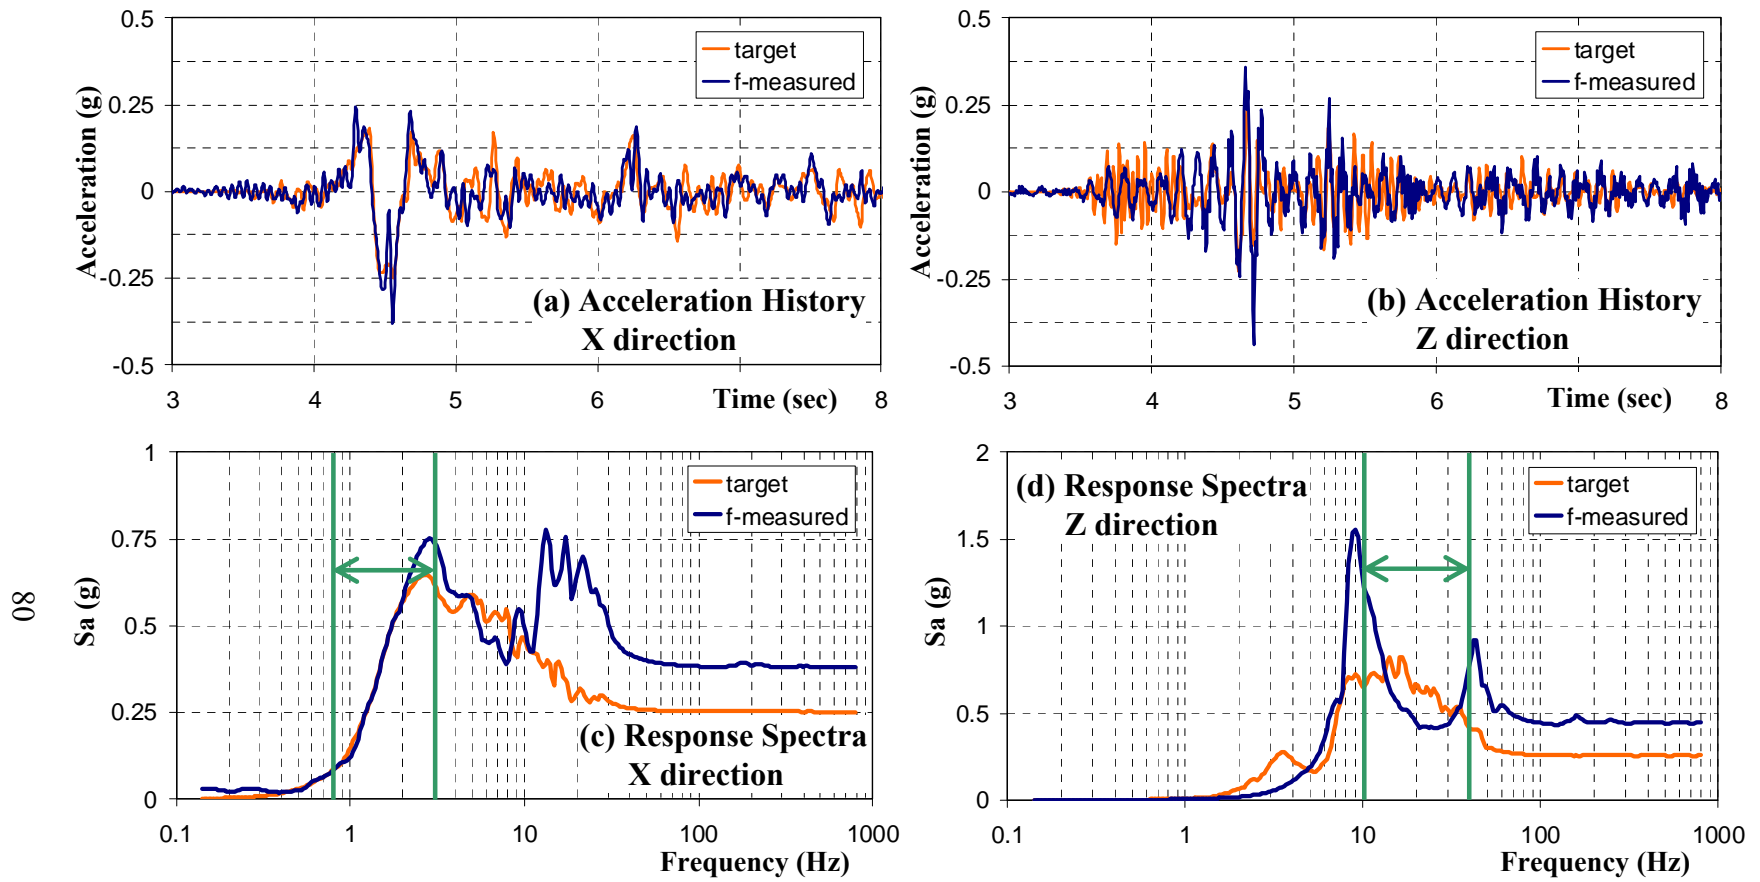 0.5
0.25
0
-0.25
-0.5
Acceleration (g)
target
f-measured
(a) Acceleration History
X direction
3
4
5
6
Time (sec)
8
0.5
0.25
0
-0.25
-0.5
Acceleration (g)
target
f-measured
(b) Acceleration History
Z direction
3
4
5
6
Time (sec)
8
80
1
0.75
0.5
0.25
0
Sa (g)
target
f-measured
(c) Response Spectra
X direction
0.1
1
10
100
1000
Frequency (Hz)
2
1.5
1
0.5
0
Sa (g)
(d) Response Spectra
Z direction
target
f-measured
0.1
1
10
100
1000
Frequency (Hz)